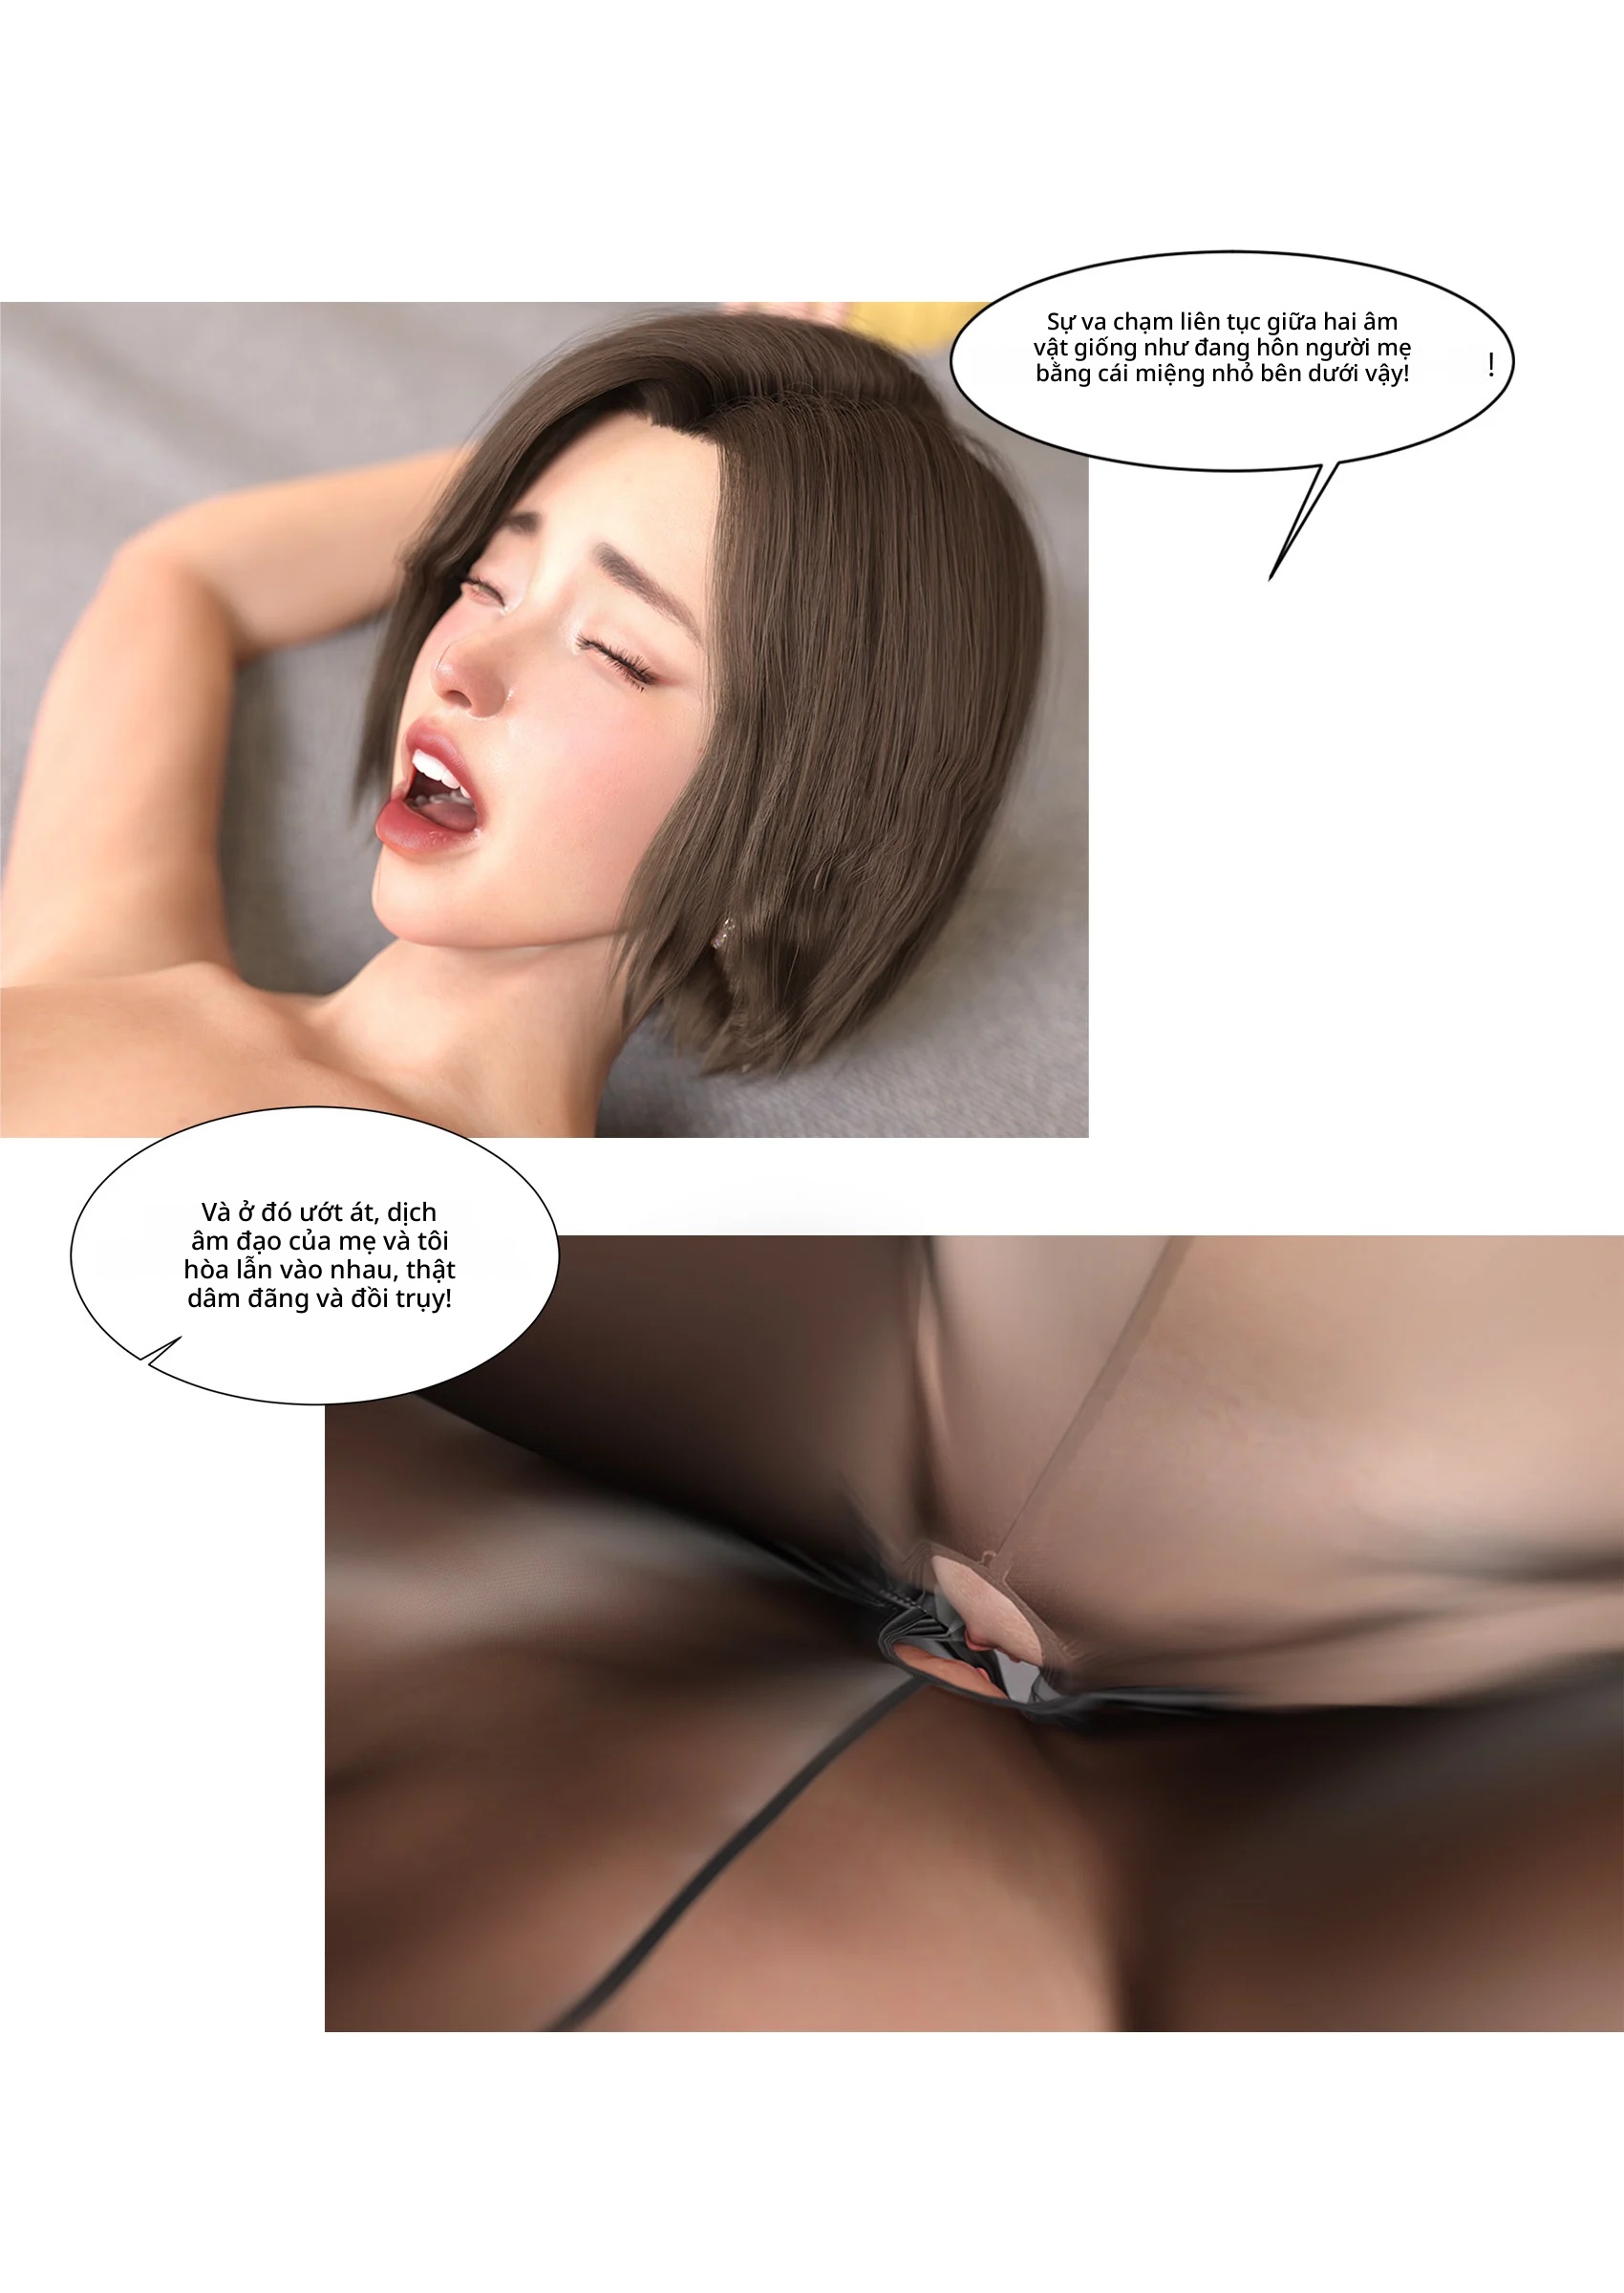 Sự va chạm liên tục giữa hai âm
vật giống như đang hôn người mẹ
bằng cái miệng nhỏ bên dưới vậy!
!
Và ở đó ướt át, dịch
âm đạo của mẹ và tôi
hòa lẫn vào nhau, thật
dâm đãng và đồi trụy!